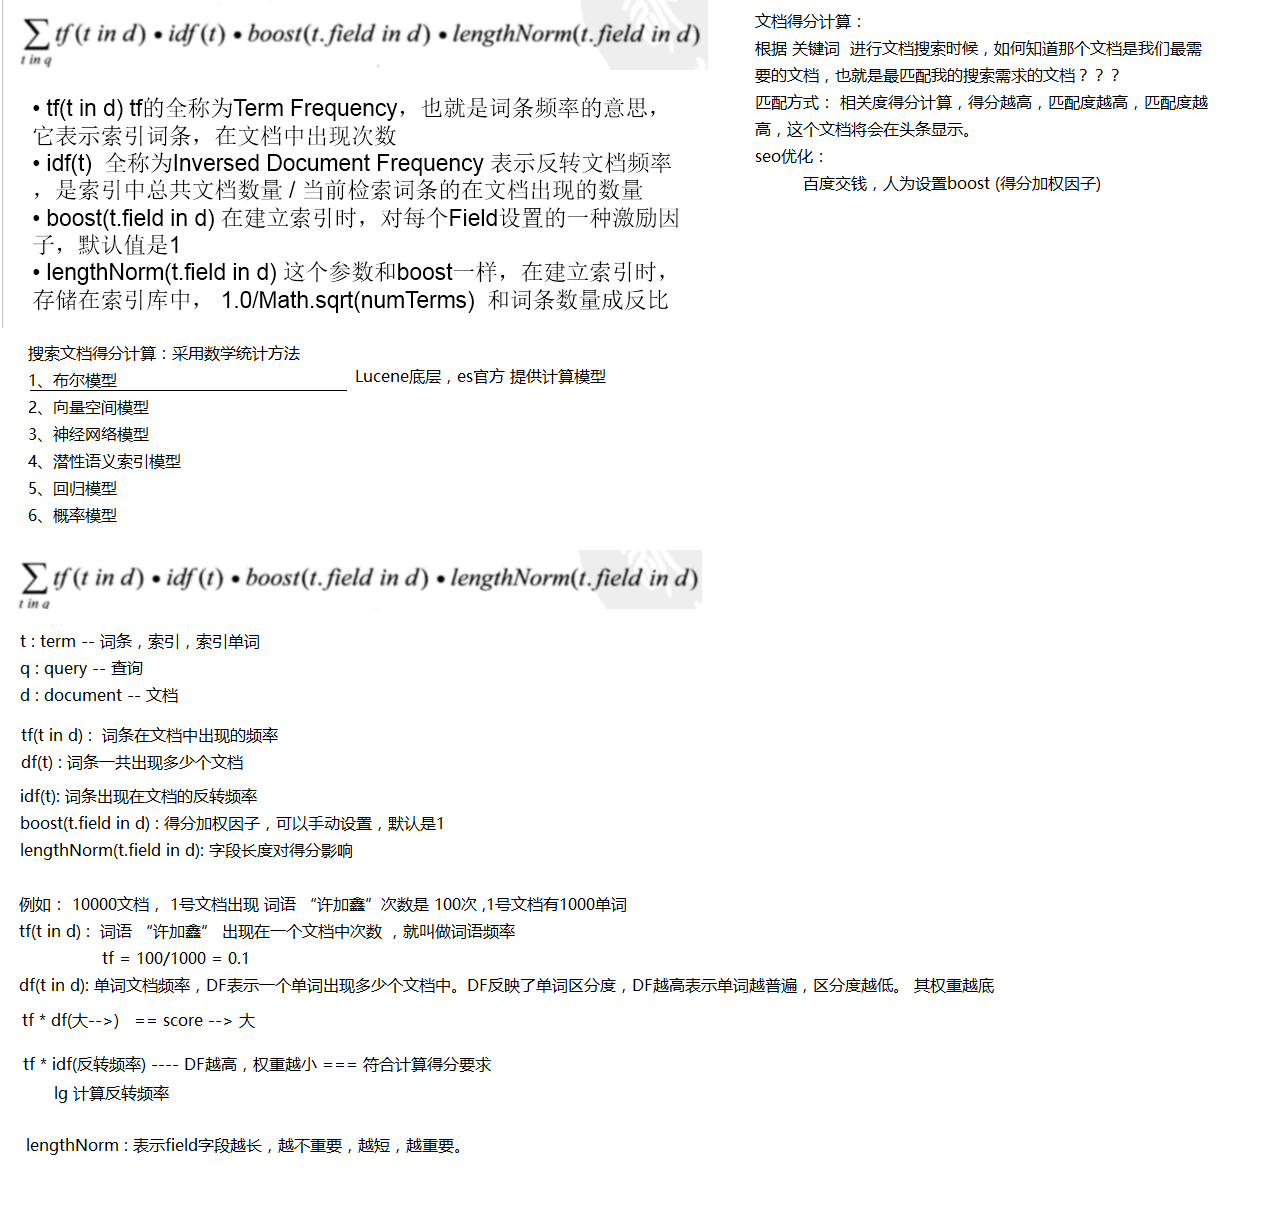 ∑ tf (t in d) • idf (t) • boost(t. field in d) • lengthNorm(t. field in d)
t in q
• tf(t in d) tf的全称为Term Frequency，也就是词条频率的意思，
它表示索引词条，在文档中出现次数
• idf(t)  全称为Inversed Document Frequency 表示反转文档频率
，是索引中总共文档数量 / 当前检索词条的在文档出现的数量
• boost(t.field in d) 在建立索引时，对每个Field设置的一种激励因
子，默认值是1
• lengthNorm(t.field in d) 这个参数和boost一样，在建立索引时，
存储在索引库中， 1.0/Math.sqrt(numTerms)  和词条数量成反比
文档得分计算：
根据 关键词  进行文档搜索时候，如何知道那个文档是我们最需
要的文档，也就是最匹配我的搜索需求的文档？？？
匹配方式： 相关度得分计算，得分越高，匹配度越高，匹配度越
高，这个文档将会在头条显示。
seo优化：
百度交钱，人为设置boost (得分加权因子)
搜索文档得分计算：采用数学统计方法
1、布尔模型
Lucene底层，es官方 提供计算模型
2、向量空间模型
3、神经网络模型
4、潜性语义索引模型
5、回归模型
6、概率模型
∑ tf (t in d) • idf (t) • boost(t. field in d) • lengthNorm(t. field in d)
t in q
t : term -- 词条，索引，索引单词
q : query -- 查询
d : document -- 文档
tf(t in d) :  词条在文档中出现的频率
df(t) : 词条一共出现多少个文档
idf(t): 词条出现在文档的反转频率
boost(t.field in d) : 得分加权因子，可以手动设置，默认是1
lengthNorm(t.field in d): 字段长度对得分影响
例如： 10000文档， 1号文档出现 词语 “许加鑫”次数是 100次 ,1号文档有1000单词
tf(t in d) :  词语 “许加鑫” 出现在一个文档中次数 ，就叫做词语频率
tf = 100/1000 = 0.1
df(t in d): 单词文档频率，DF表示一个单词出现多少个文档中。DF反映了单词区分度，DF越高表示单词越普遍，区分度越低。 其权重越底
tf * df(大-->)   == score --> 大
tf * idf(反转频率) ---- DF越高，权重越小 === 符合计算得分要求
lg 计算反转频率
lengthNorm : 表示field字段越长，越不重要，越短，越重要。